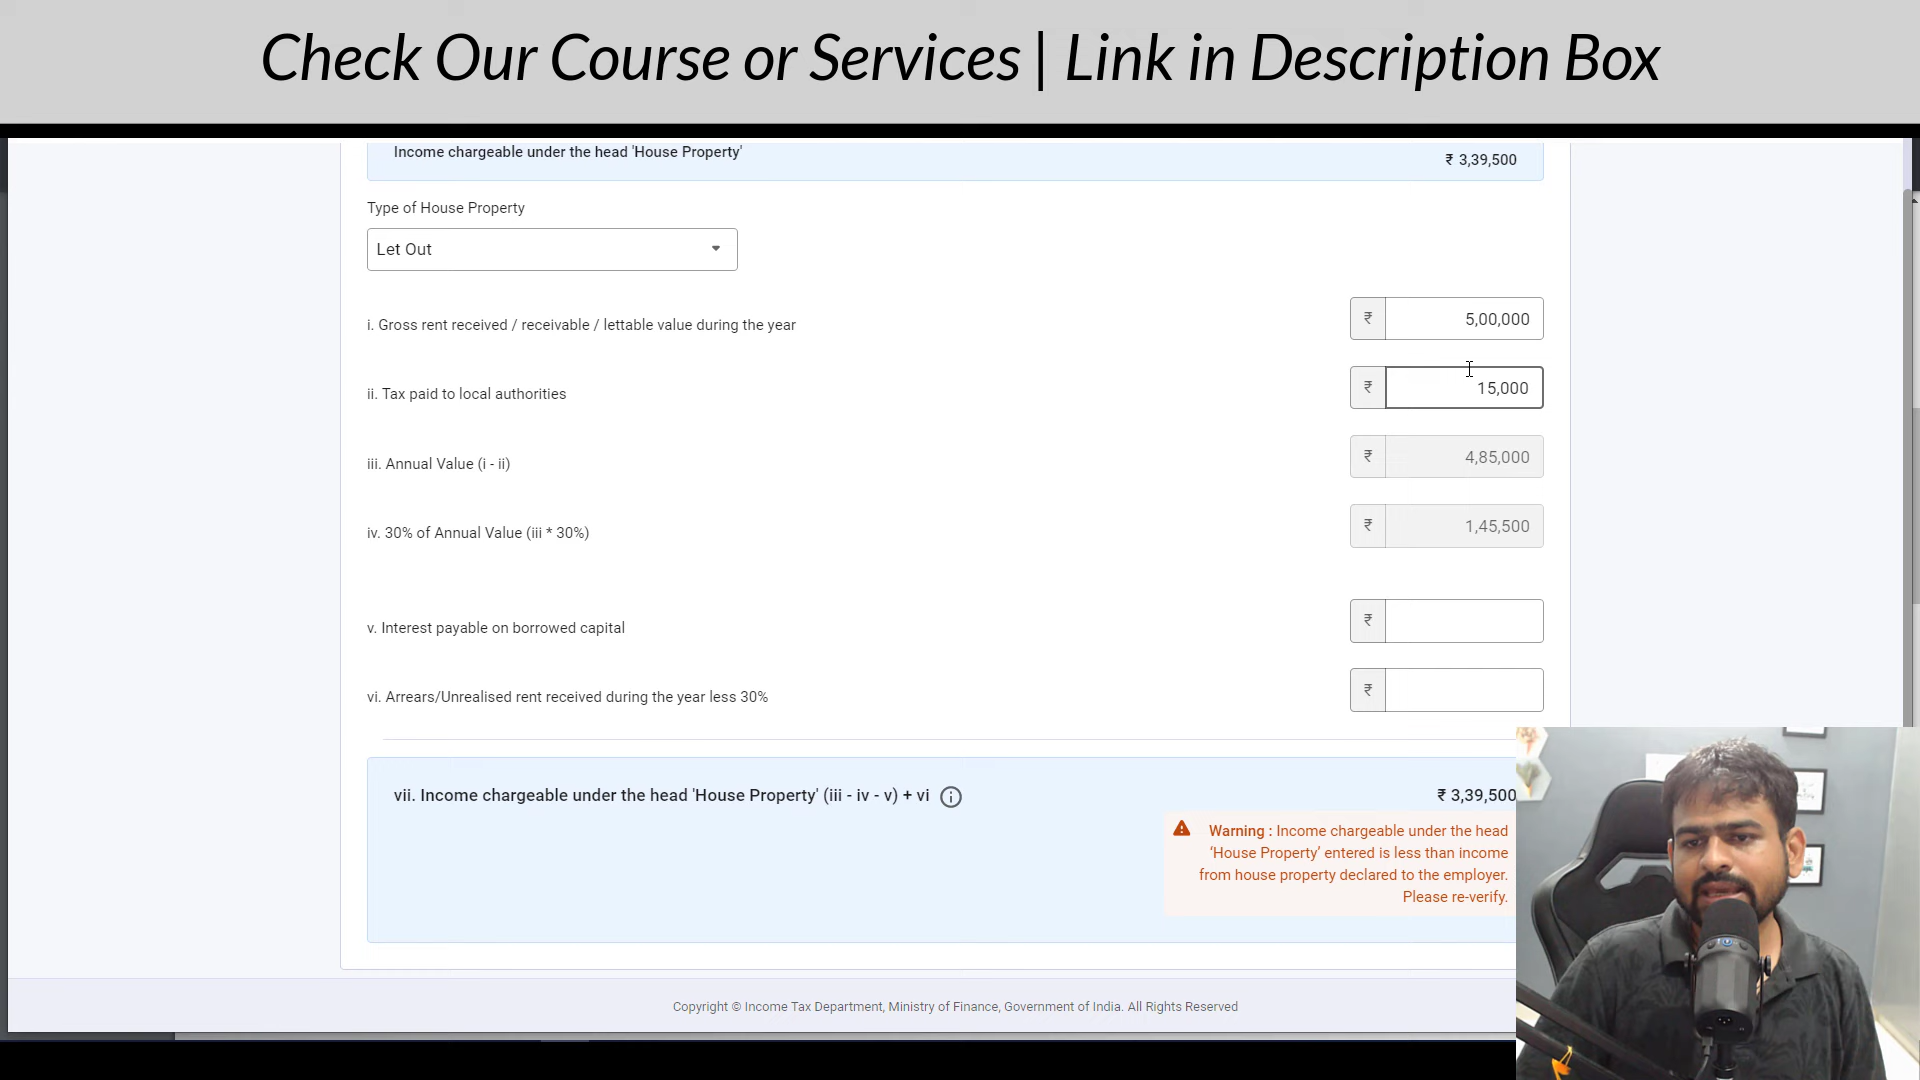 Check Our Course or Services | Link in Description Box
Income chargeable under the head 'House Property'
₹ 3,39,500
Type of House Property
Let Out
i. Gross rent received / receivable / lettable value during the year
₹ 5,00,000
ii. Tax paid to local authorities
₹ 15,000
iii. Annual Value (i - ii)
₹ 4,85,000
iv. 30% of Annual Value (iii * 30%)
₹ 1,45,500
v. Interest payable on borrowed capital
₹
vi. Arrears/Unrealised rent received during the year less 30%
₹
vii. Income chargeable under the head 'House Property' (iii - iv - v) + vi
₹ 3,39,500
Warning : Income chargeable under the head
‘House Property’ entered is less than income
from house property declared to the employer.
Please re-verify.
Copyright © Income Tax Department, Ministry of Finance, Government of India. All Rights Reserved